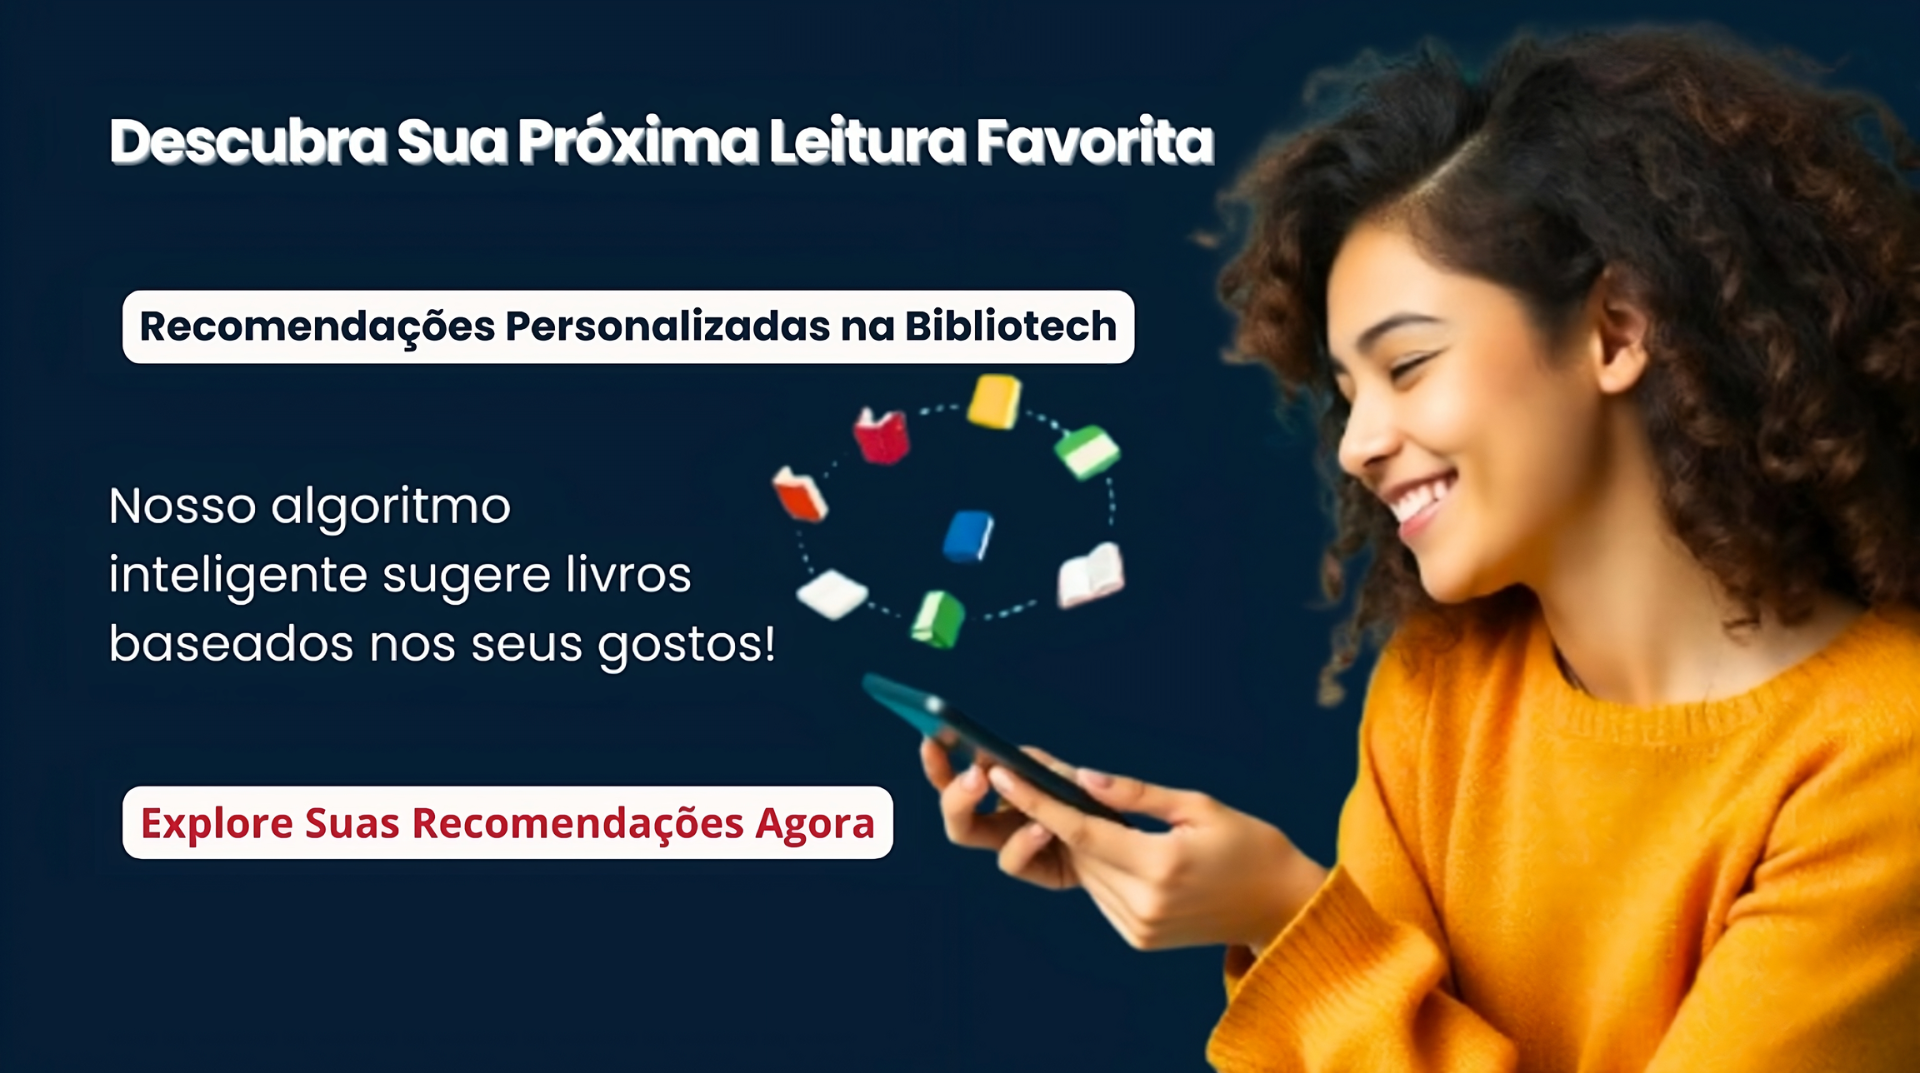 Descubra Sua Próxima Leitura Favorita
Recomendações Personalizadas na Bibliotech
Nosso algoritmo
inteligente sugere livros
baseados nos seus gostos!
Explore Suas Recomendações Agora